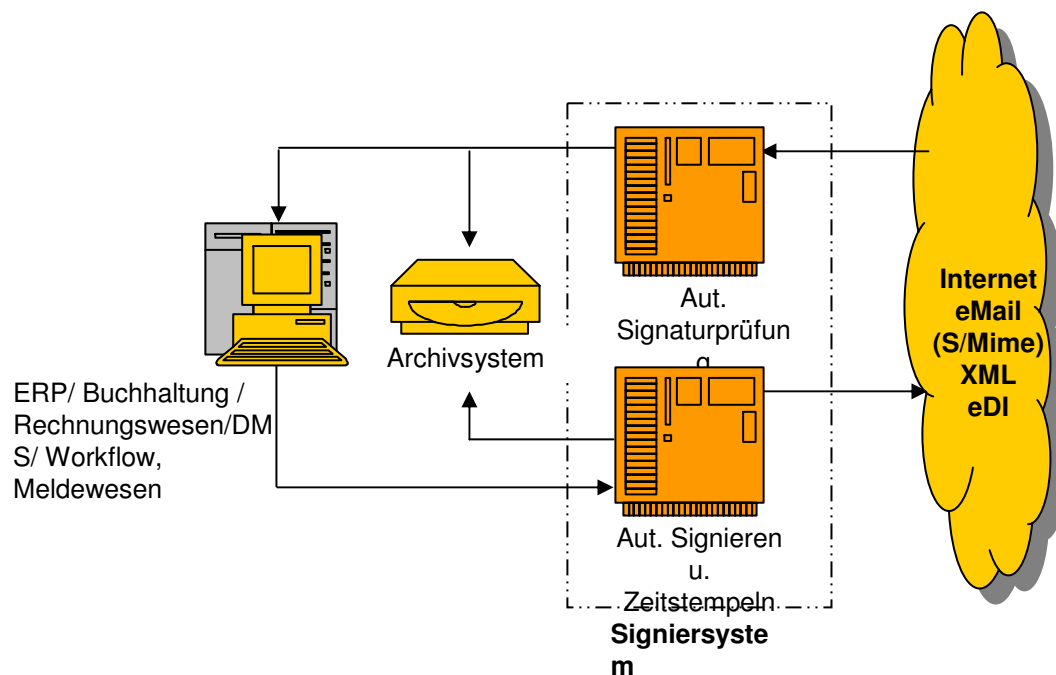 Aut.
Signaturprüfun
g
Archivsystem
ERP/ Buchhaltung /
Rechnungswesen/DM
S/ Workflow,
Meldewesen
Aut. Signieren
u.
Zeitstempeln
Signiersyste
m
Internet
eMail
(S/Mime)
XML
eDI